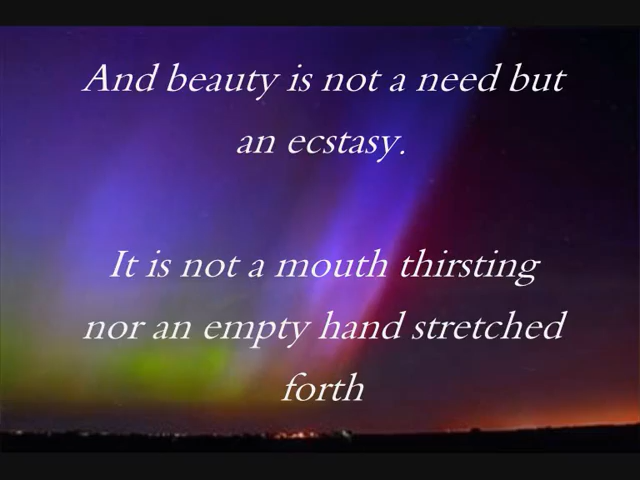 And beauty is not a need but
an ecstasy.
It is not a mouth thirsting
nor an empty hand stretched
forth